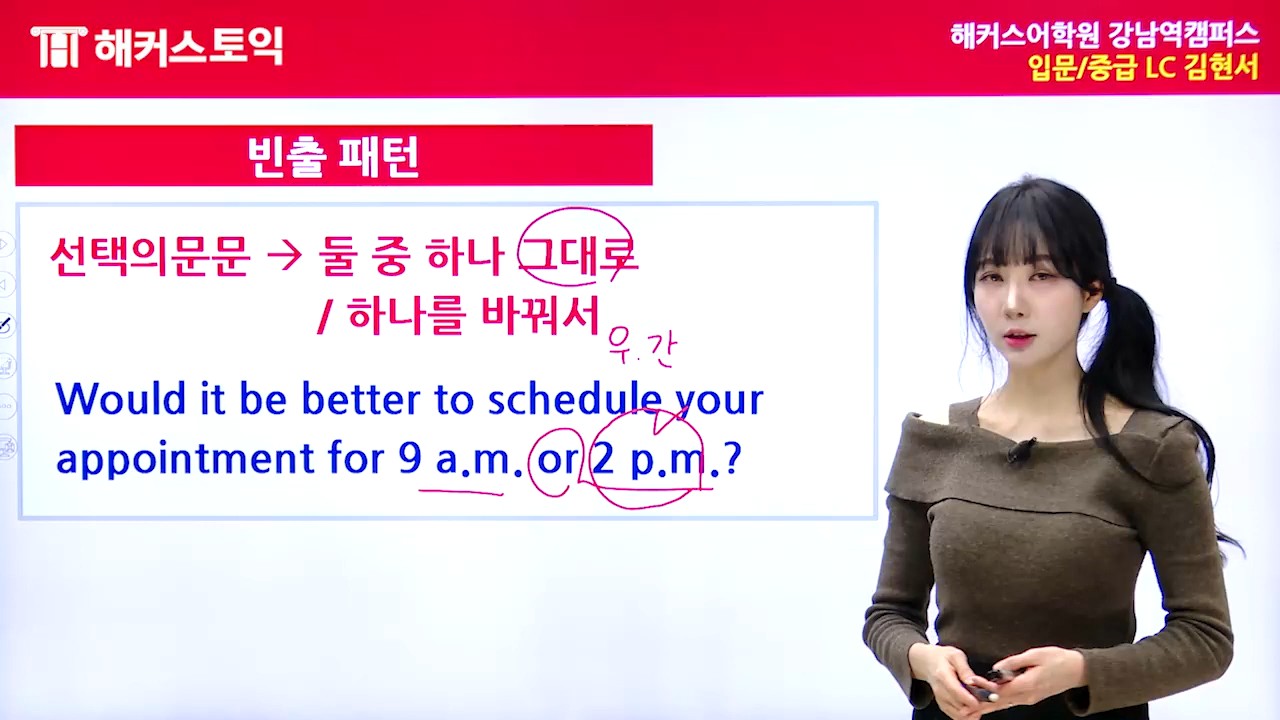 해커스토익
해커스어학원 강남역캠퍼스
입문/중급 LC 김현서
빈출 패턴
선택의문문 → 둘 중 하나 그대로
/ 하나를 바꿔서
우.간
Would it be better to schedule your
appointment for 9 a.m. or 2 p.m.?